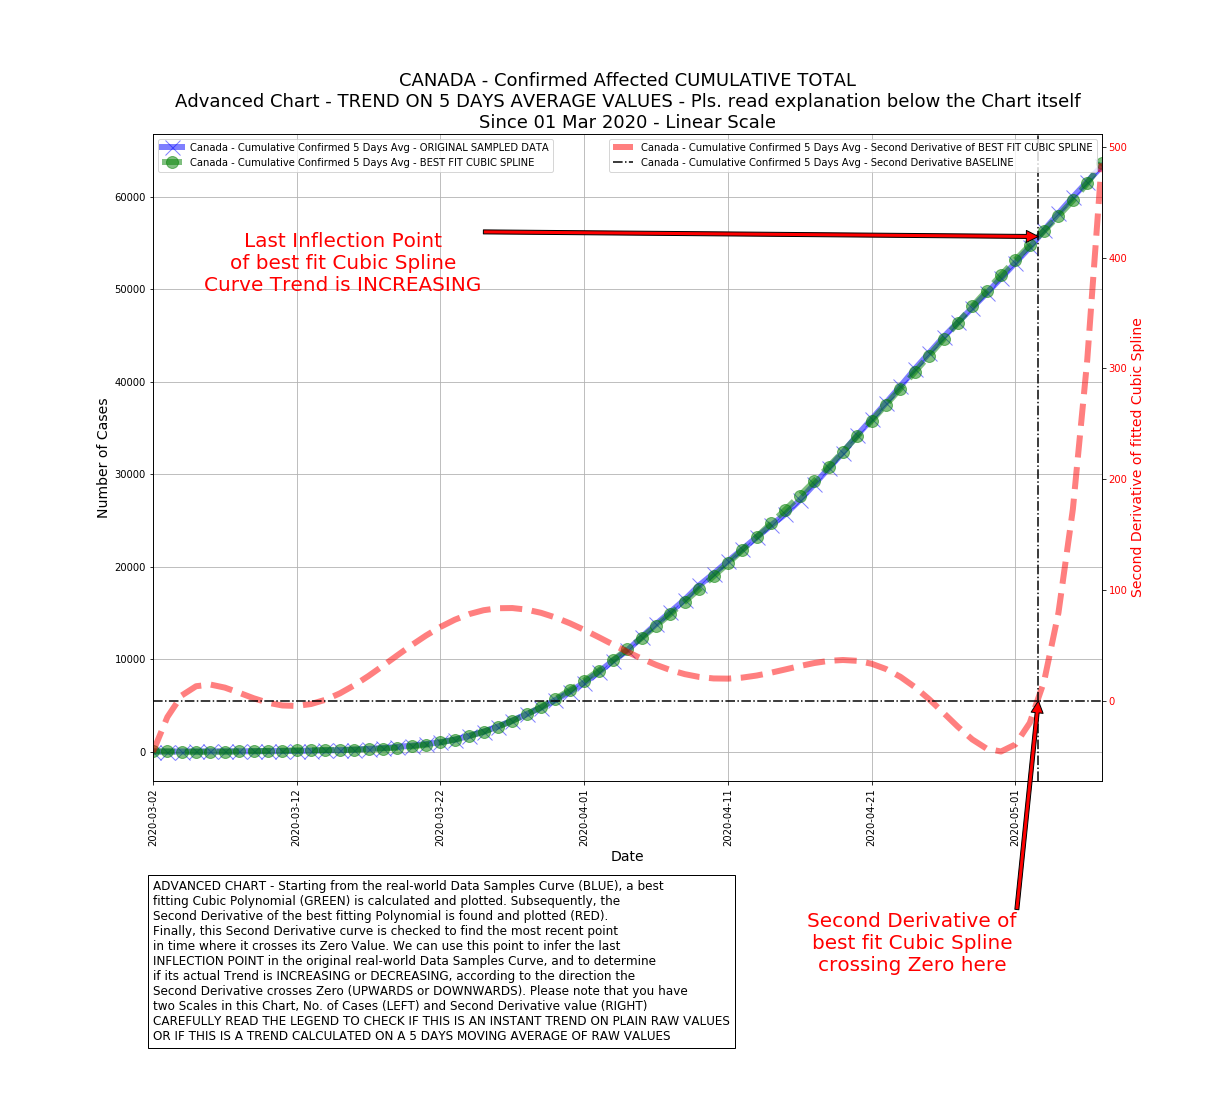 CANADA - Confirmed Affected CUMULATIVE TOTAL
Advanced Chart - TREND ON 5 DAYS AVERAGE VALUES - Pls. read explanation below the Chart itself
Since 01 Mar 2020 - Linear Scale
Canada - Cumulative Confirmed 5 Days Avg - ORIGINAL SAMPLED DATA
Canada - Cumulative Confirmed 5 Days Avg - BEST FIT CUBIC SPLINE
Canada - Cumulative Confirmed 5 Days Avg - Second Derivative of BEST FIT CUBIC SPLINE
Canada - Cumulative Confirmed 5 Days Avg - Second Derivative BASELINE
Last Inflection Point
of best fit Cubic Spline
Curve Trend is INCREASING
Number of Cases
60000
50000
40000
30000
20000
10000
0
500
400
300
200
100
0
Second Derivative of fitted Cubic Spline
2020-03-02
2020-03-12
2020-03-22
2020-04-01
2020-04-11
2020-04-21
2020-05-01
Date
ADVANCED CHART - Starting from the real-world Data Samples Curve (BLUE), a best
fitting Cubic Polynomial (GREEN) is calculated and plotted. Subsequently, the
Second Derivative of the best fitting Polynomial is found and plotted (RED).
Finally, this Second Derivative curve is checked to find the most recent point
in time where it crosses its Zero Value. We can use this point to infer the last
INFLECTION POINT in the original real-world Data Samples Curve, and to determine
if its actual Trend is INCREASING or DECREASING, according to the direction the
Second Derivative crosses Zero (UPWARDS or DOWNWARDS). Please note that you have
two Scales in this Chart, No. of Cases (LEFT) and Second Derivative value (RIGHT)
CAREFULLY READ THE LEGEND TO CHECK IF THIS IS AN INSTANT TREND ON PLAIN RAW VALUES
OR IF THIS IS A TREND CALCULATED ON A 5 DAYS MOVING AVERAGE OF RAW VALUES
Second Derivative of
best fit Cubic Spline
crossing Zero here